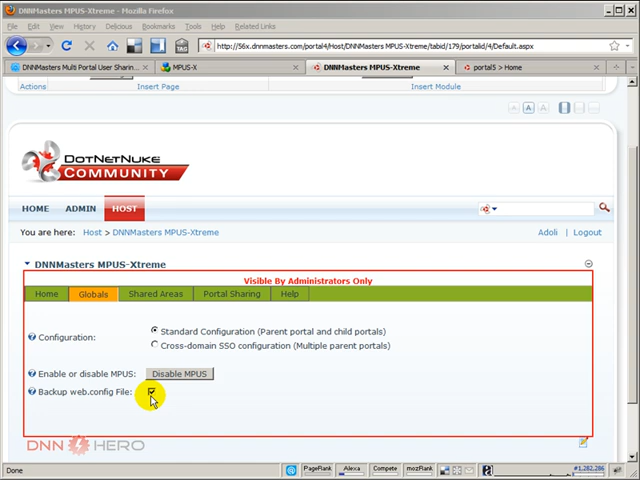 DNNMasters MPUS-Xtreme - Mozilla Firefox
File Edit View History Delicious Bookmarks Tools Help Related Links
http://56x.dnnmasters.com/portal4/Host/DNNMasters MPUS-Xtreme/tabid/179/portalid/4/Default.aspx
DNNMasters Multi Portal User Sharin... MPUS-X DNNMasters MPUS-Xtreme portal5 > Home
Actions Insert Page Insert Module
A A A
DOTNETNUKE
COMMUNITY
HOME ADMIN HOST
You are here: Host > DNNMasters MPUS-Xtreme Adoli | Logout
DNNMasters MPUS-Xtreme
Visible By Administrators Only
Home Globals Shared Areas Portal Sharing Help
Configuration: Standard Configuration (Parent portal and child portals)
Cross-domain SSO configuration (Multiple parent portals)
Enable or disable MPUS: Disable MPUS
Backup web.config File:
DNN HERO
Done PageRank Alexa Compete mozRank #1,282,286